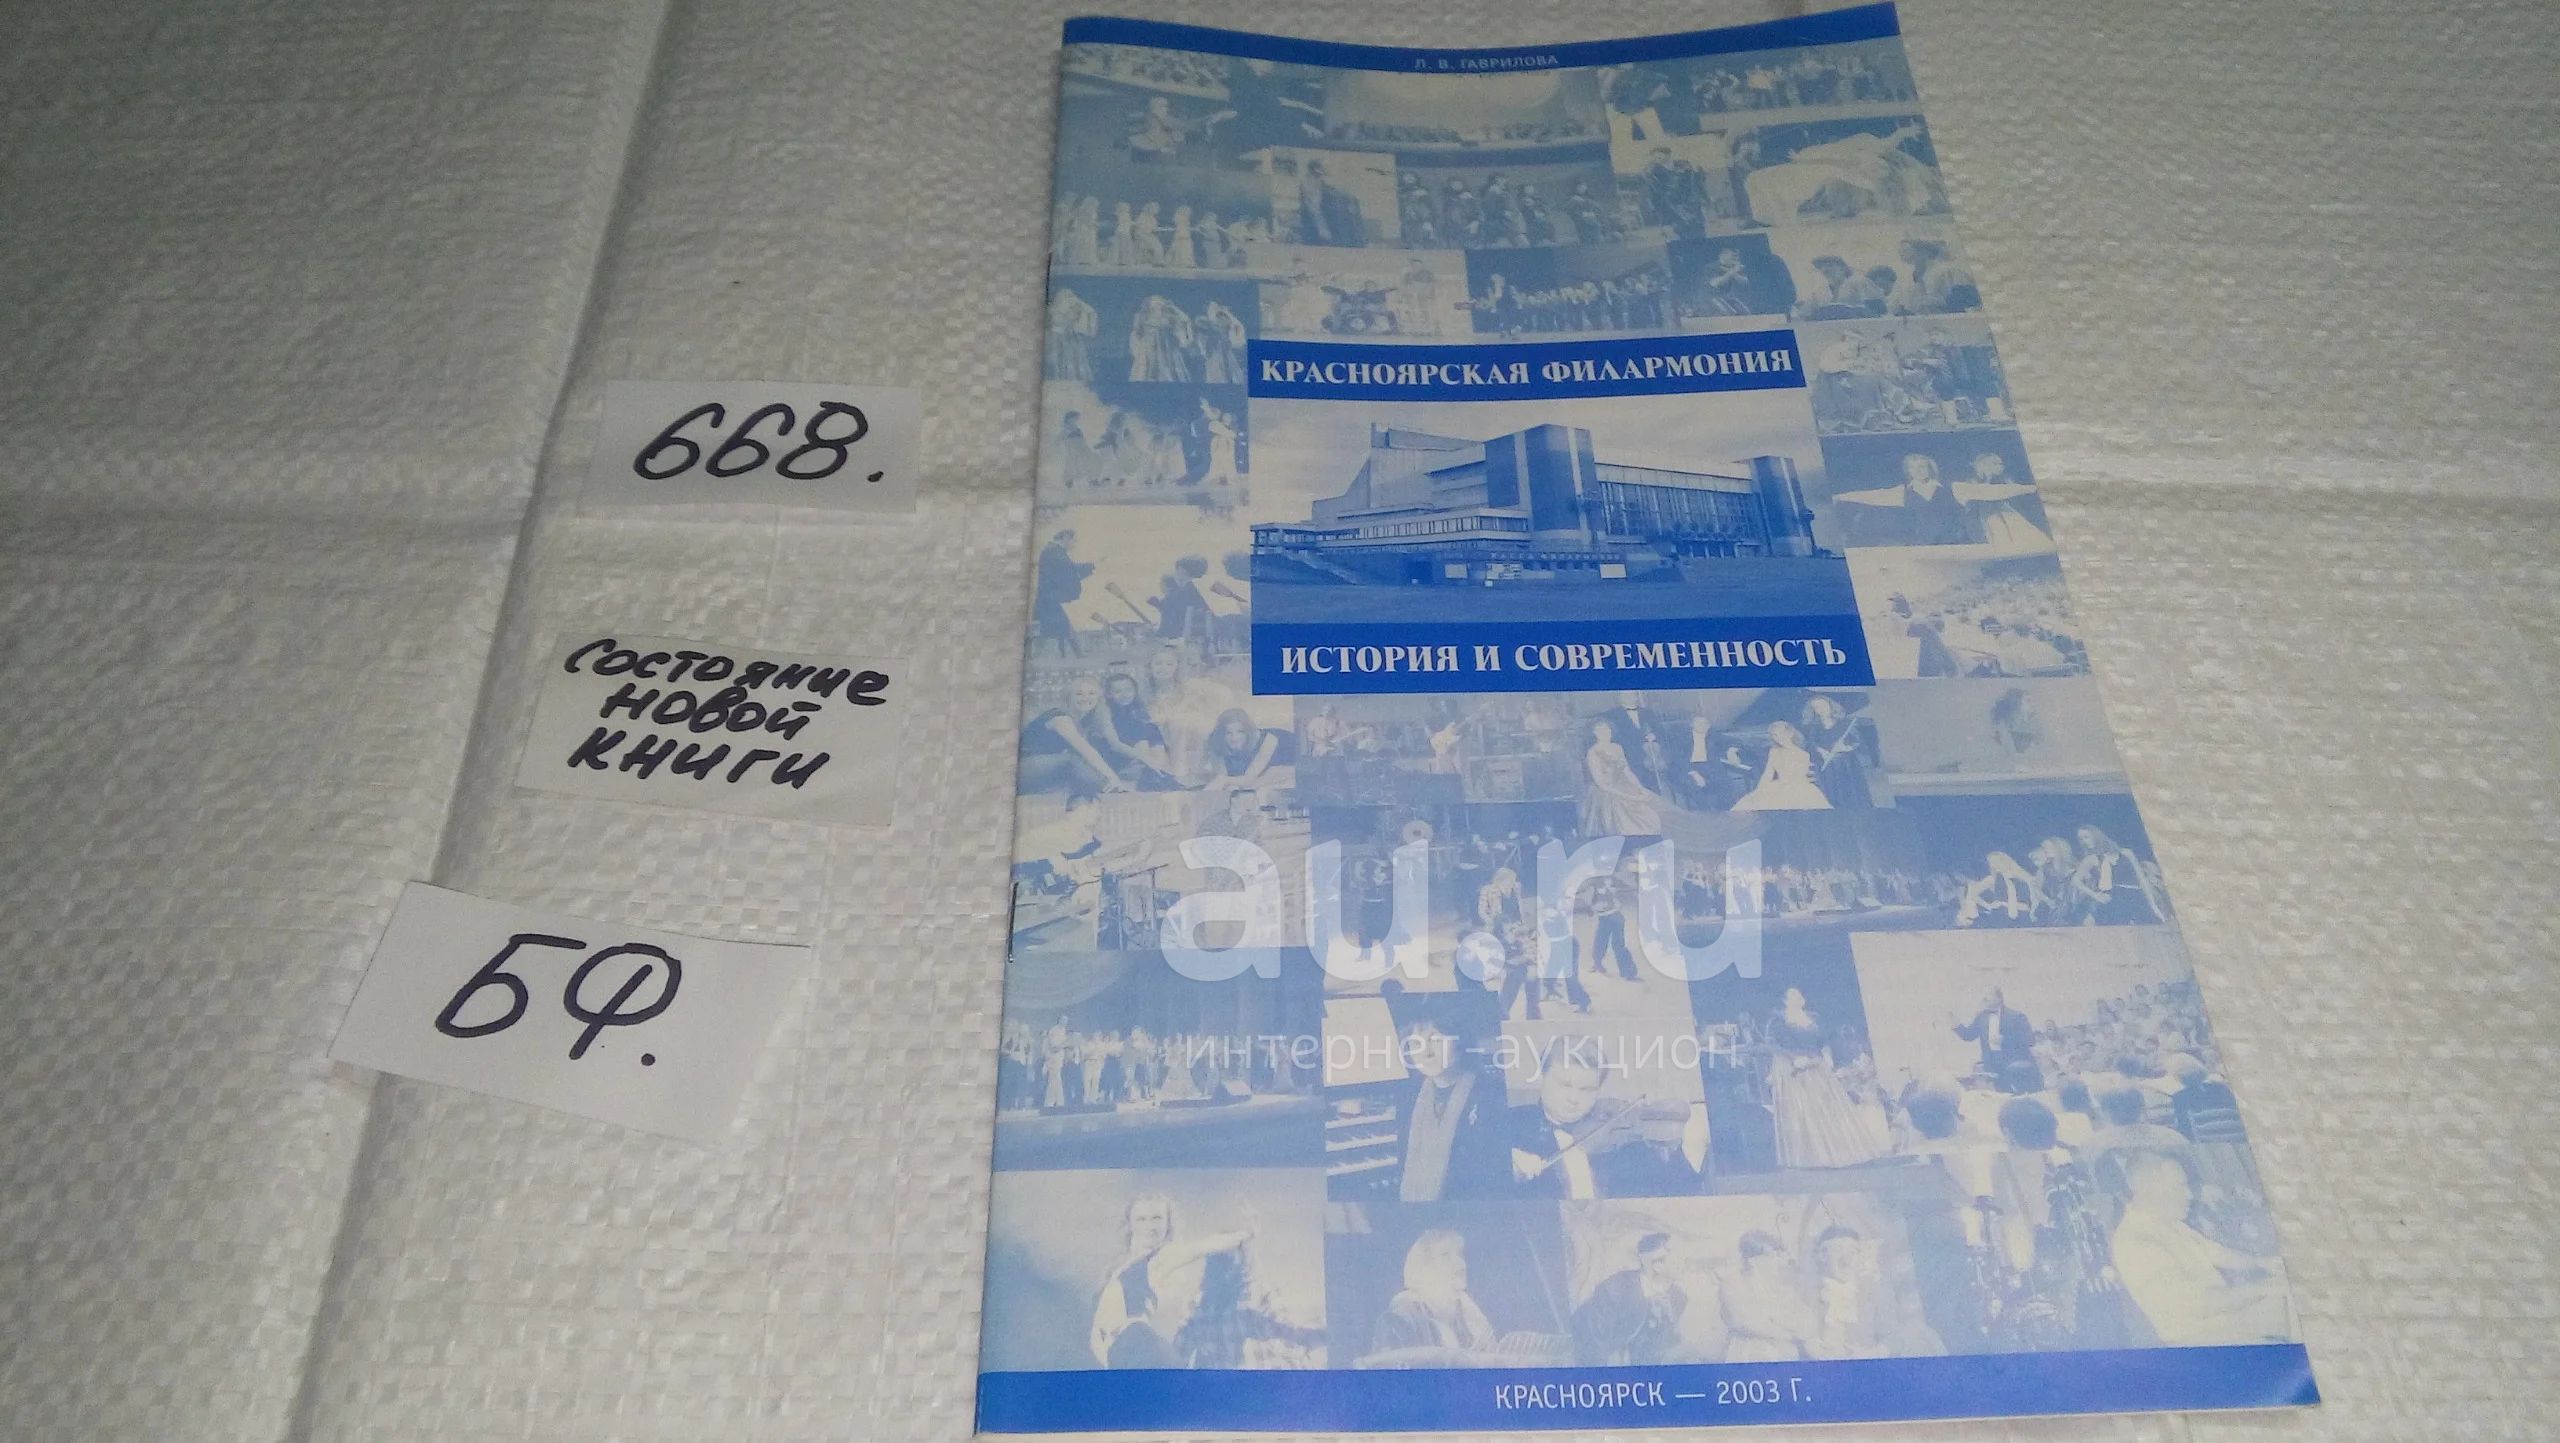 668.
состояние
новой
книги
БФ.
Л. В. ГАВРИЛОВА
КРАСНОЯРСКАЯ ФИЛАРМОНИЯ
ИСТОРИЯ И СОВРЕМЕННОСТЬ
au.ru
интернет-аукцион
КРАСНОЯРСК — 2003 Г.